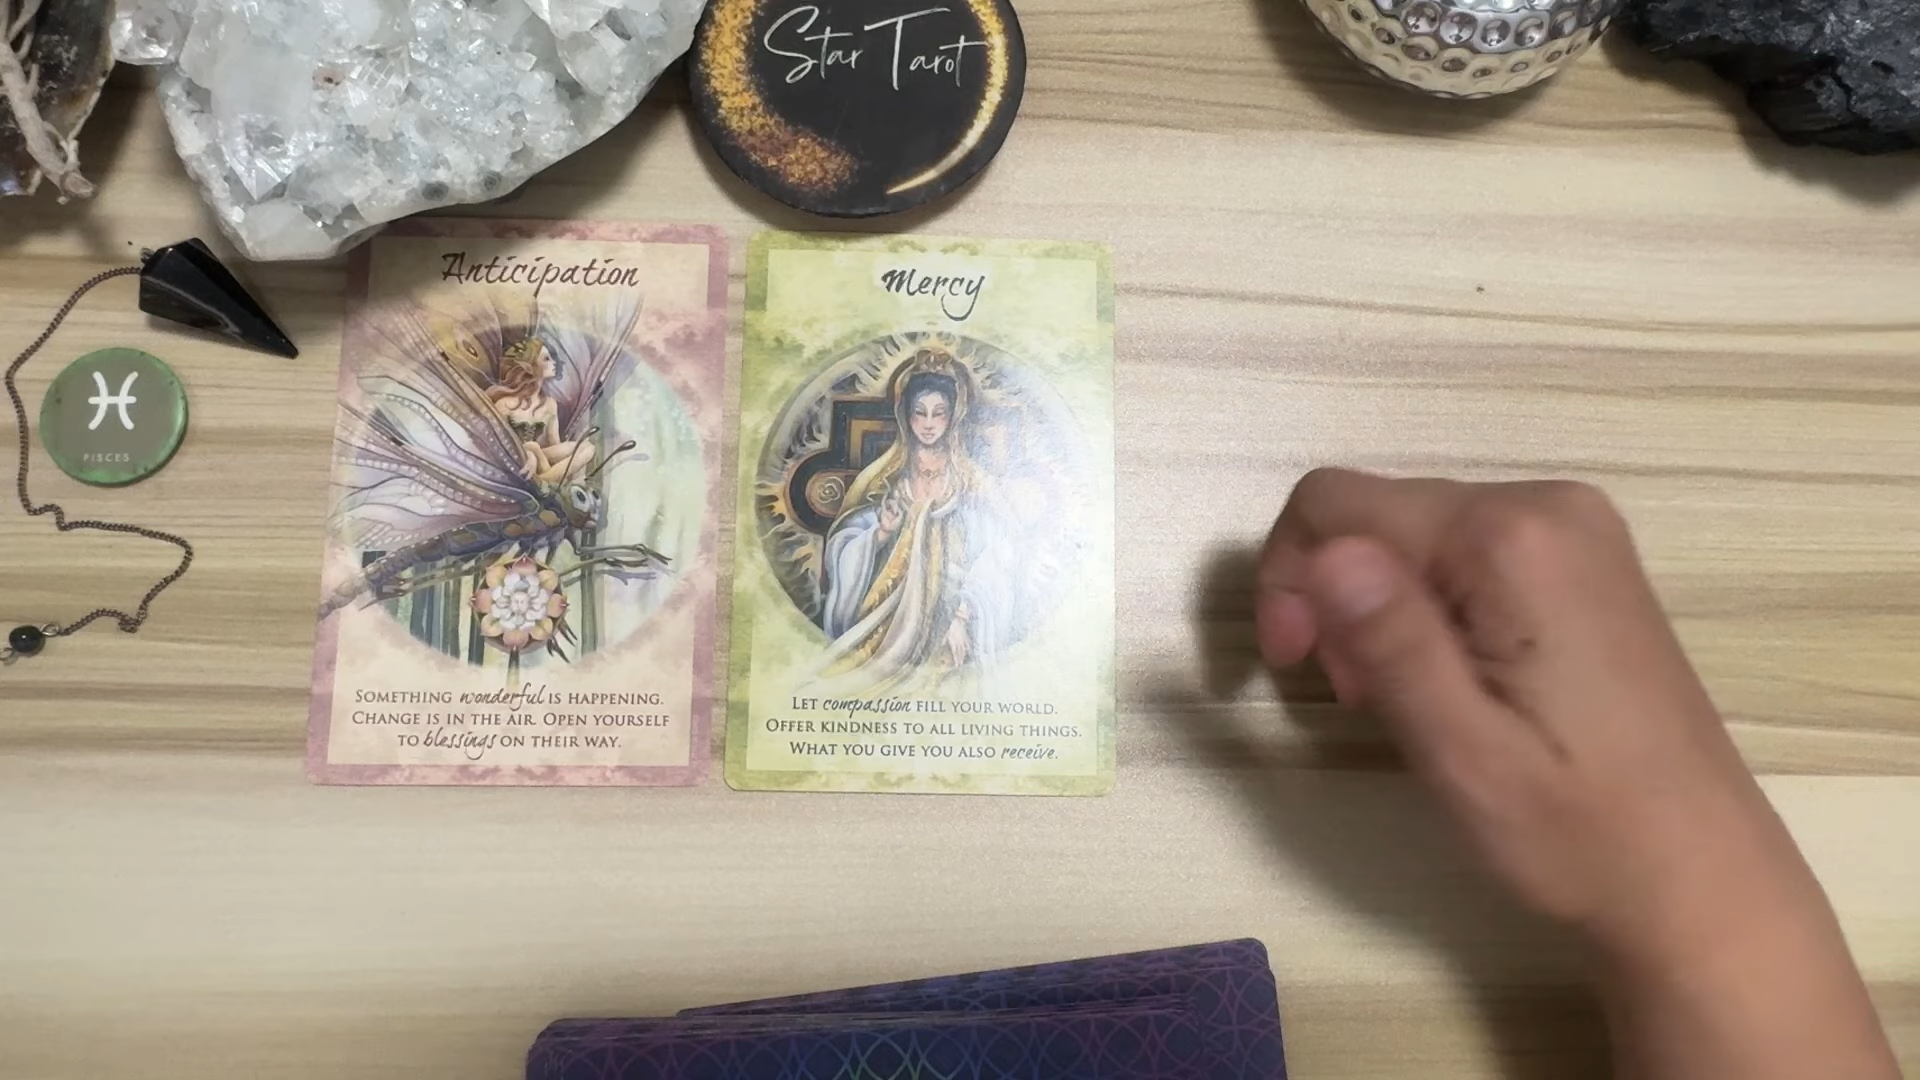 Star Tarot
Anticipation
Mercy
PISCES
SOMETHING wonderful IS HAPPENING.
CHANGE IS IN THE AIR. OPEN YOURSELF
TO blessings ON THEIR WAY.
LET compassion FILL YOUR WORLD.
OFFER KINDNESS TO ALL LIVING THINGS.
WHAT YOU GIVE YOU ALSO receive.